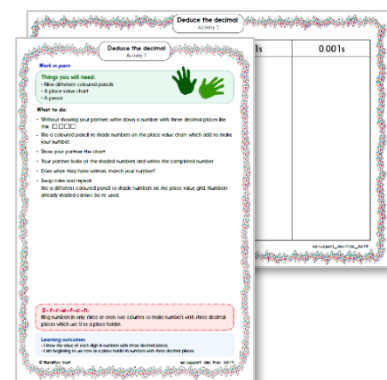 Deduce the decimal
Activity 1
1s
0.001s
Deduce the decimal
Activity 1
Work in pairs
Things you will need:
• Nine different coloured pencils
• A place value chart
• A pencil
What to do:
• Without showing your partner, write down a number with three decimal places like
this □.□□□
• Use a coloured pencil to shade numbers on the place value chart which add to make
your number.
• Show your partner the chart.
• Your partner looks at the shaded numbers and writes the completed number.
• Does what they have written, match your number?
• Swap roles and repeat.
Use a different coloured pencil to shade numbers on the place value grid. Numbers
already shaded cannot be re-used.
S-t-r-e-t-c-h:
numbers in only three or even two columns to make numbers with three decimal
places which use 0 as a place holder.
Learning outcomes:
• I know the value of each digit in numbers with three decimal places.
• I am beginning to use zero as a place holder in numbers with three decimal places.
© Hamilton Trust